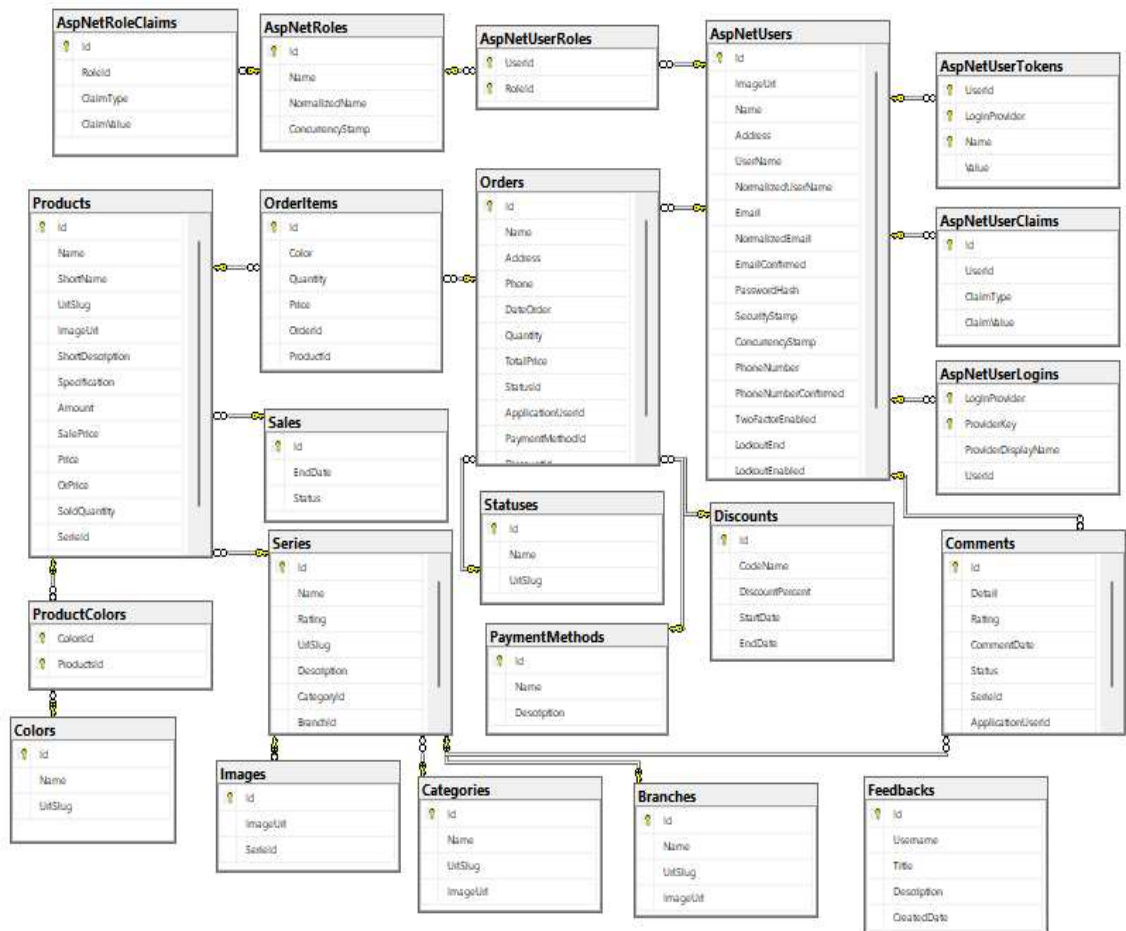 AspNetRoleClaims
Id
RoleId
ClaimType
ClaimValue
AspNetRoles
Id
Name
NormalizedName
ConcurrencyStamp
AspNetUserRoles
UserId
RoleId
AspNetUsers
Id
ImageUrl
Name
Address
UserName
NormalizedUserName
Email
NormalizedEmail
EmailConfirmed
PasswordHash
SecurityStamp
ConcurrencyStamp
PhoneNumber
PhoneNumberConfirmed
TwoFactorEnabled
LockoutEnd
LockoutEnabled
AspNetUserTokens
UserId
LoginProvider
Name
Value
Products
Id
Name
ShortName
UrlSlug
ImageUrl
ShortDescription
Specification
Amount
SalePrice
Price
OrPrice
SoldQuantity
SerieId
OrderItems
Id
Color
Quantity
Price
OrderId
ProductId
Orders
Id
Name
Address
Phone
DateOrder
Quantity
TotalPrice
StatusId
ApplicationUserId
PaymentMethodId
DiscountId
AspNetUserClaims
Id
UserId
ClaimType
ClaimValue
AspNetUserLogins
LoginProvider
ProviderKey
ProviderDisplayName
UserId
Sales
Id
EndDate
Status
Statuses
Id
Name
UrlSlug
Discounts
Id
CodeName
DiscountPercent
StartDate
EndDate
Comments
Id
Detail
Rating
CommentDate
Status
SerieId
ApplicationUserId
Series
Id
Name
Rating
UrlSlug
Description
CategoryId
BranchId
ProductColors
ColorsId
ProductsId
PaymentMethods
Id
Name
Description
Colors
Id
Name
UrlSlug
Images
Id
ImageUrl
SerieId
Categories
Id
Name
UrlSlug
ImageUrl
Branches
Id
Name
UrlSlug
ImageUrl
Feedbacks
Id
Username
Title
Description
CreatedDate